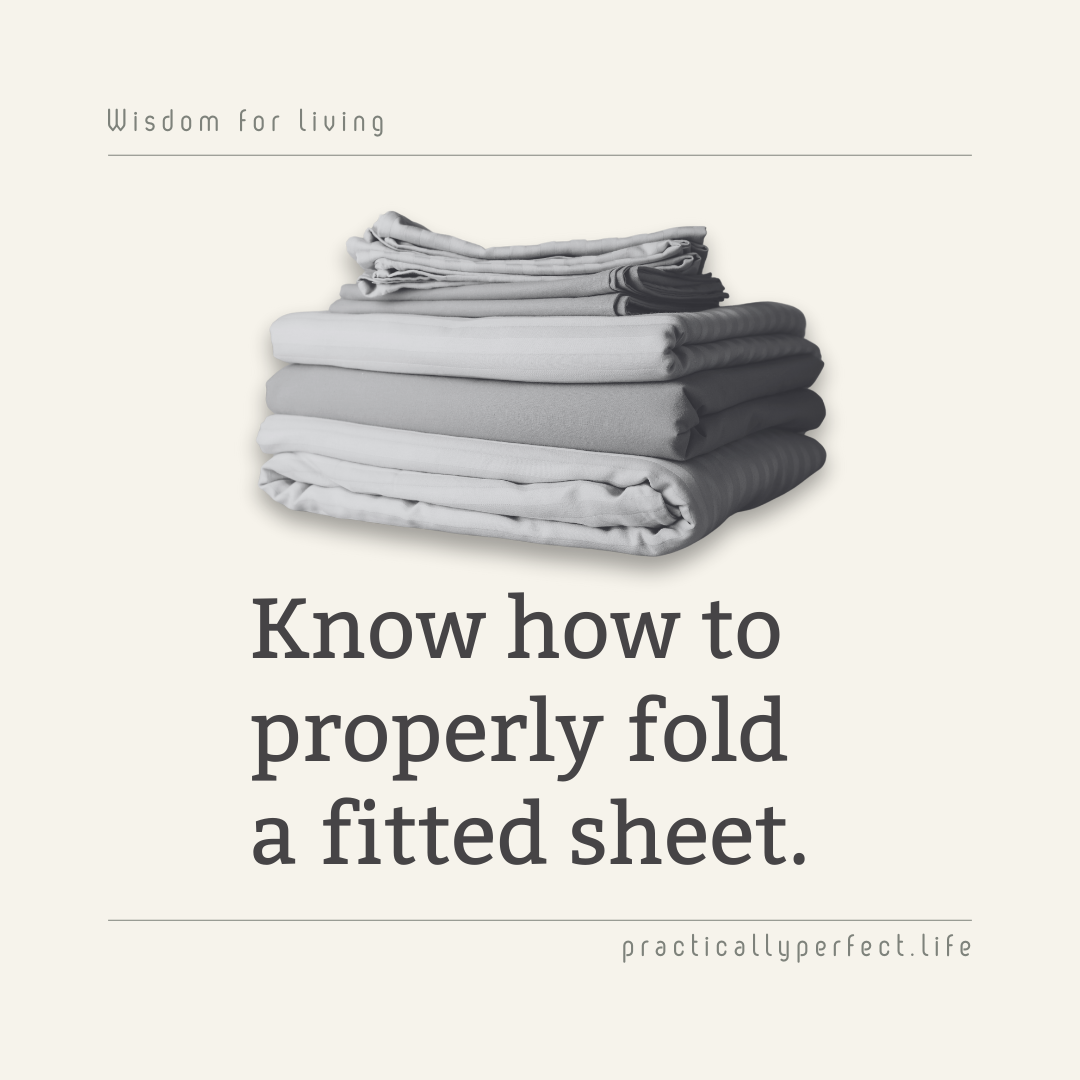 Wisdom for living
Know how to
properly fold
a fitted sheet.
practicallyperfect.life